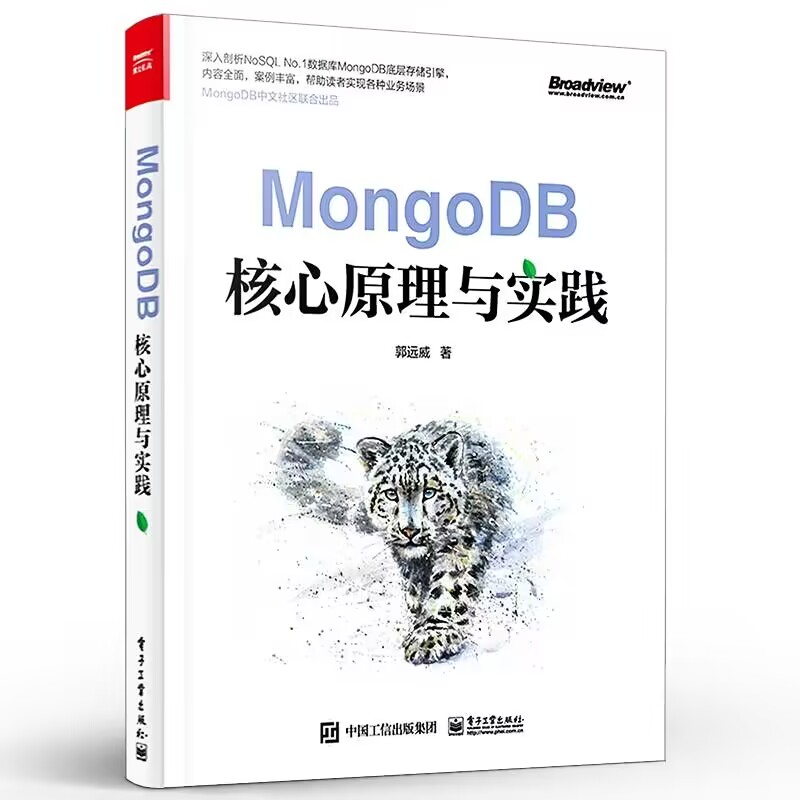 深入剖析NoSQL No.1数据库MongoDB底层存储引擎，
内容全面，案例丰富，帮助读者实现各种业务场景
MongoDB中文社区联合出品
Broadview®
www.broadview.com.cn
MongoDB
核心原理与实践
郭远威 著
中国工信出版集团
电子工业出版社
MongoDB
核心原理与实践
电子工业出版社